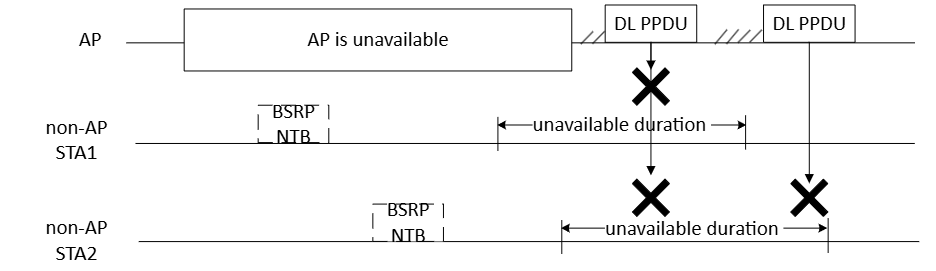 DL PPDU
DL PPDU
AP
AP is unavailable
BSRP
NTB
non-AP
STA1
unavailable duration
BSRP
NTB
non-AP
STA2
unavailable duration